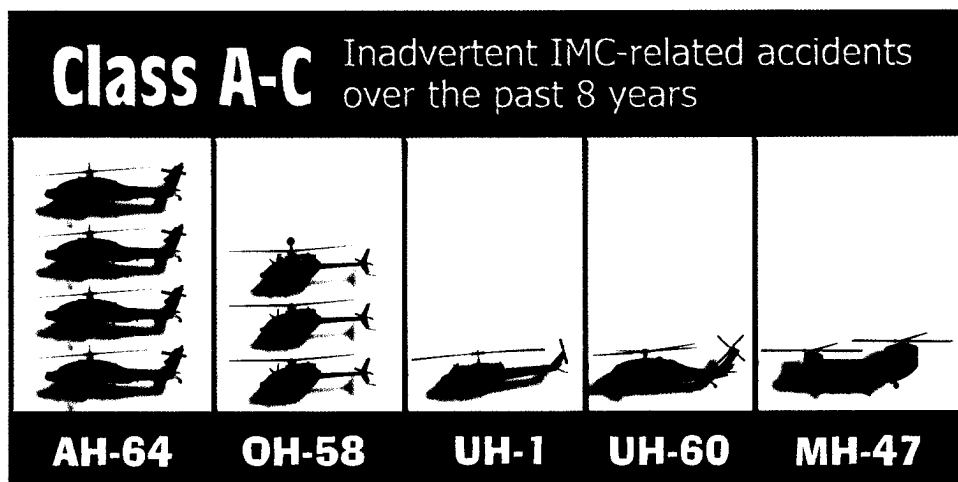 Class A-C
Inadvertent IMC-related accidents
over the past 8 years
AH-64
OH-58
UH-1
UH-60
MH-47